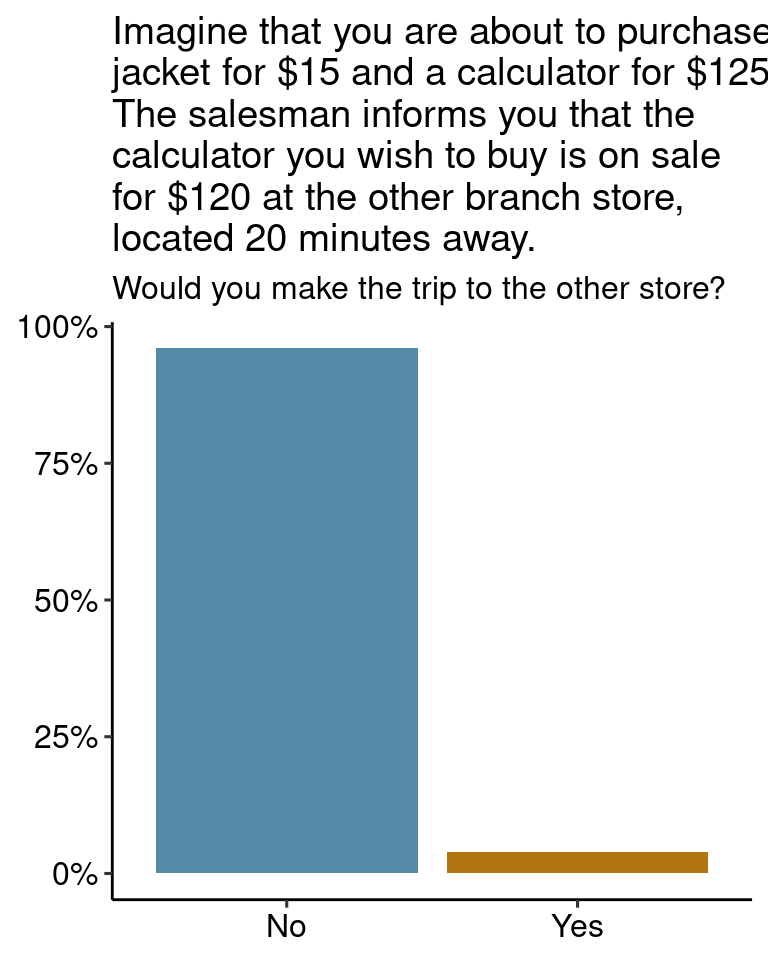 Imagine that you are about to purchase
jacket for $15 and a calculator for $125
The salesman informs you that the
calculator you wish to buy is on sale
for $120 at the other branch store,
located 20 minutes away.
Would you make the trip to the other store?
100%
75%
50%
25%
0%
No Yes